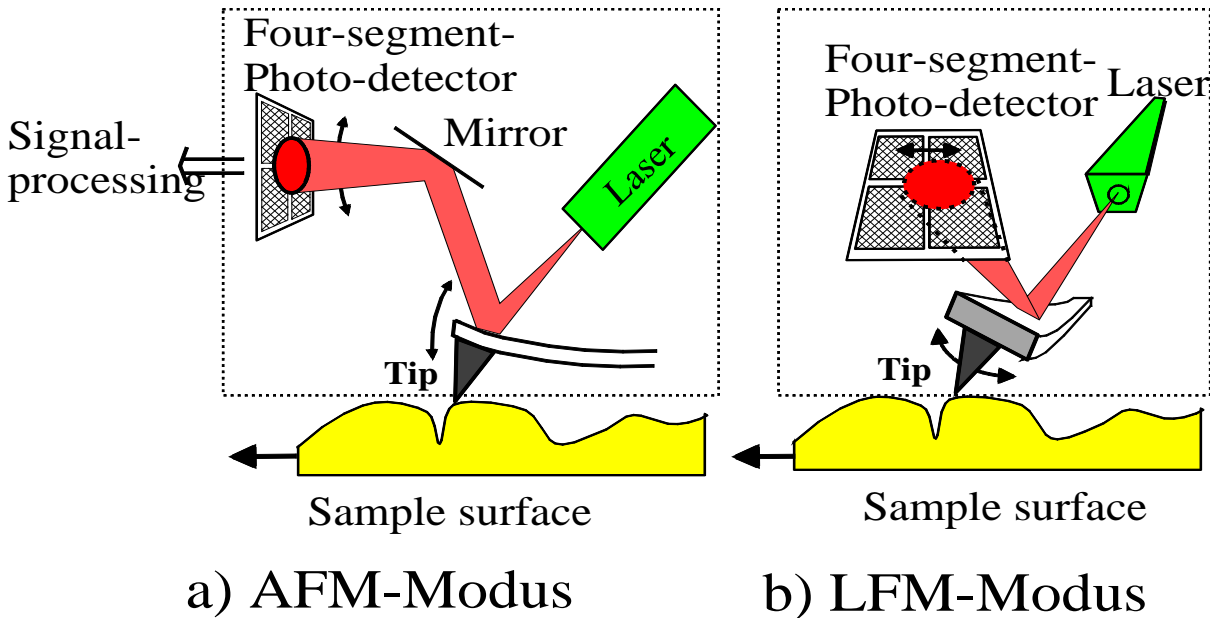 Four-segment-
Photo-detector
Signal-
processing
Mirror
Laser
Tip
Sample surface
a) AFM-Modus
Four-segment-
Photo-detector
Laser
Tip
Sample surface
b) LFM-Modus